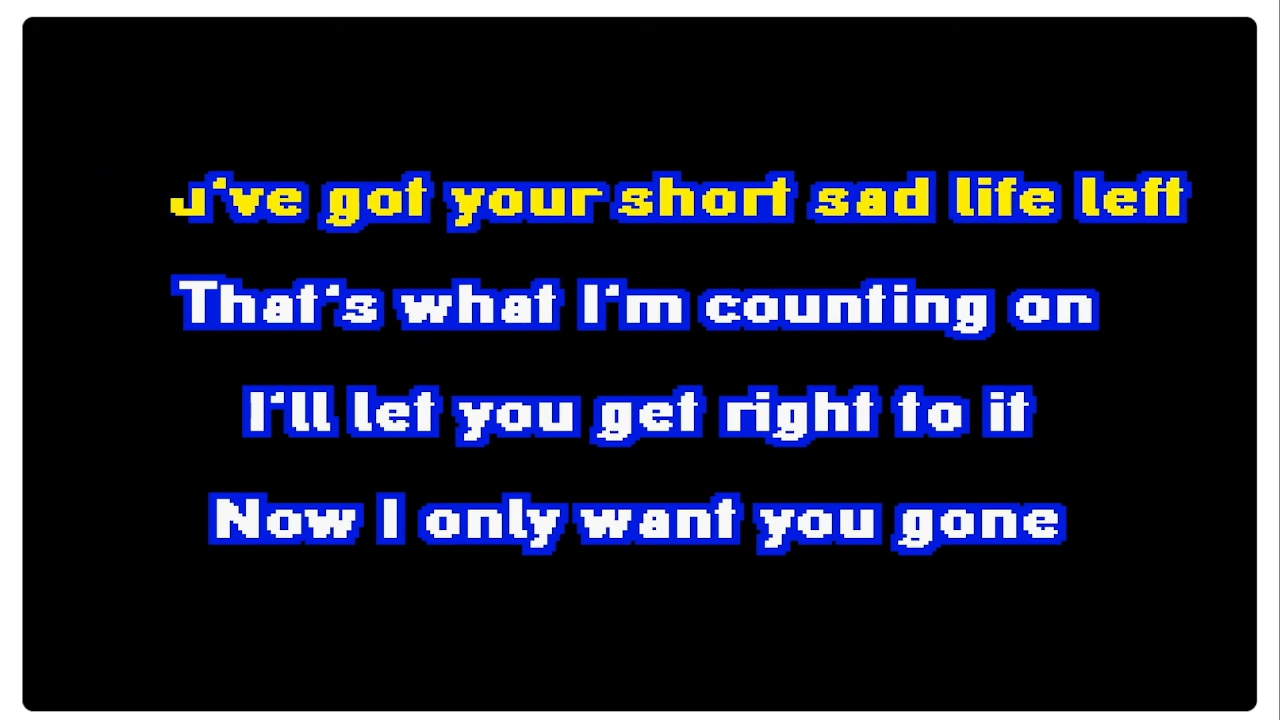 u've got your short sad life left
That's what I'm counting on
I'll let you get right to it
Now I only want you gone